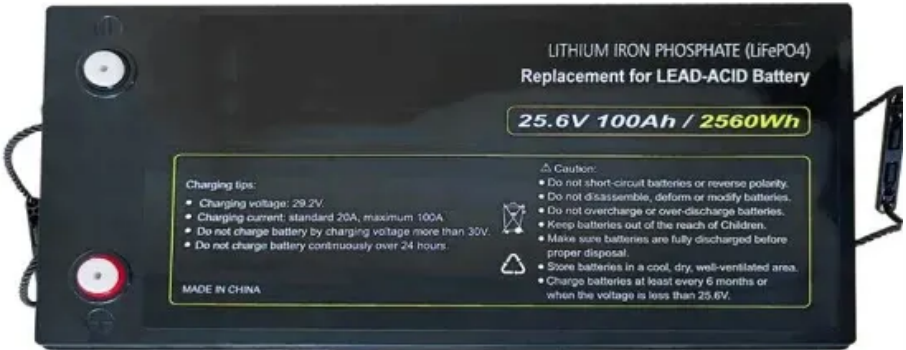 LITHIUM IRON PHOSPHATE (LiFePO4)
Replacement for LEAD-ACID Battery
25.6V 100Ah / 2560Wh
Charging tips:
• Charging voltage: 29.2V.
• Charging current: standard 20A, maximum 100A
• Do not charge battery by charging voltage more than 30V.
• Do not charge battery continuously over 24 hours.
MADE IN CHINA
⚠ Caution:
• Do not short-circuit batteries or reverse polarity.
• Do not disassemble, deform or modify batteries.
• Do not overcharge or over-discharge batteries.
• Keep batteries out of the reach of Children.
• Make sure batteries are fully discharged before
proper disposal.
• Store batteries in a cool, dry, well-ventilated area.
• Charge batteries at least every 6 months or
when the voltage is less than 25.6V.